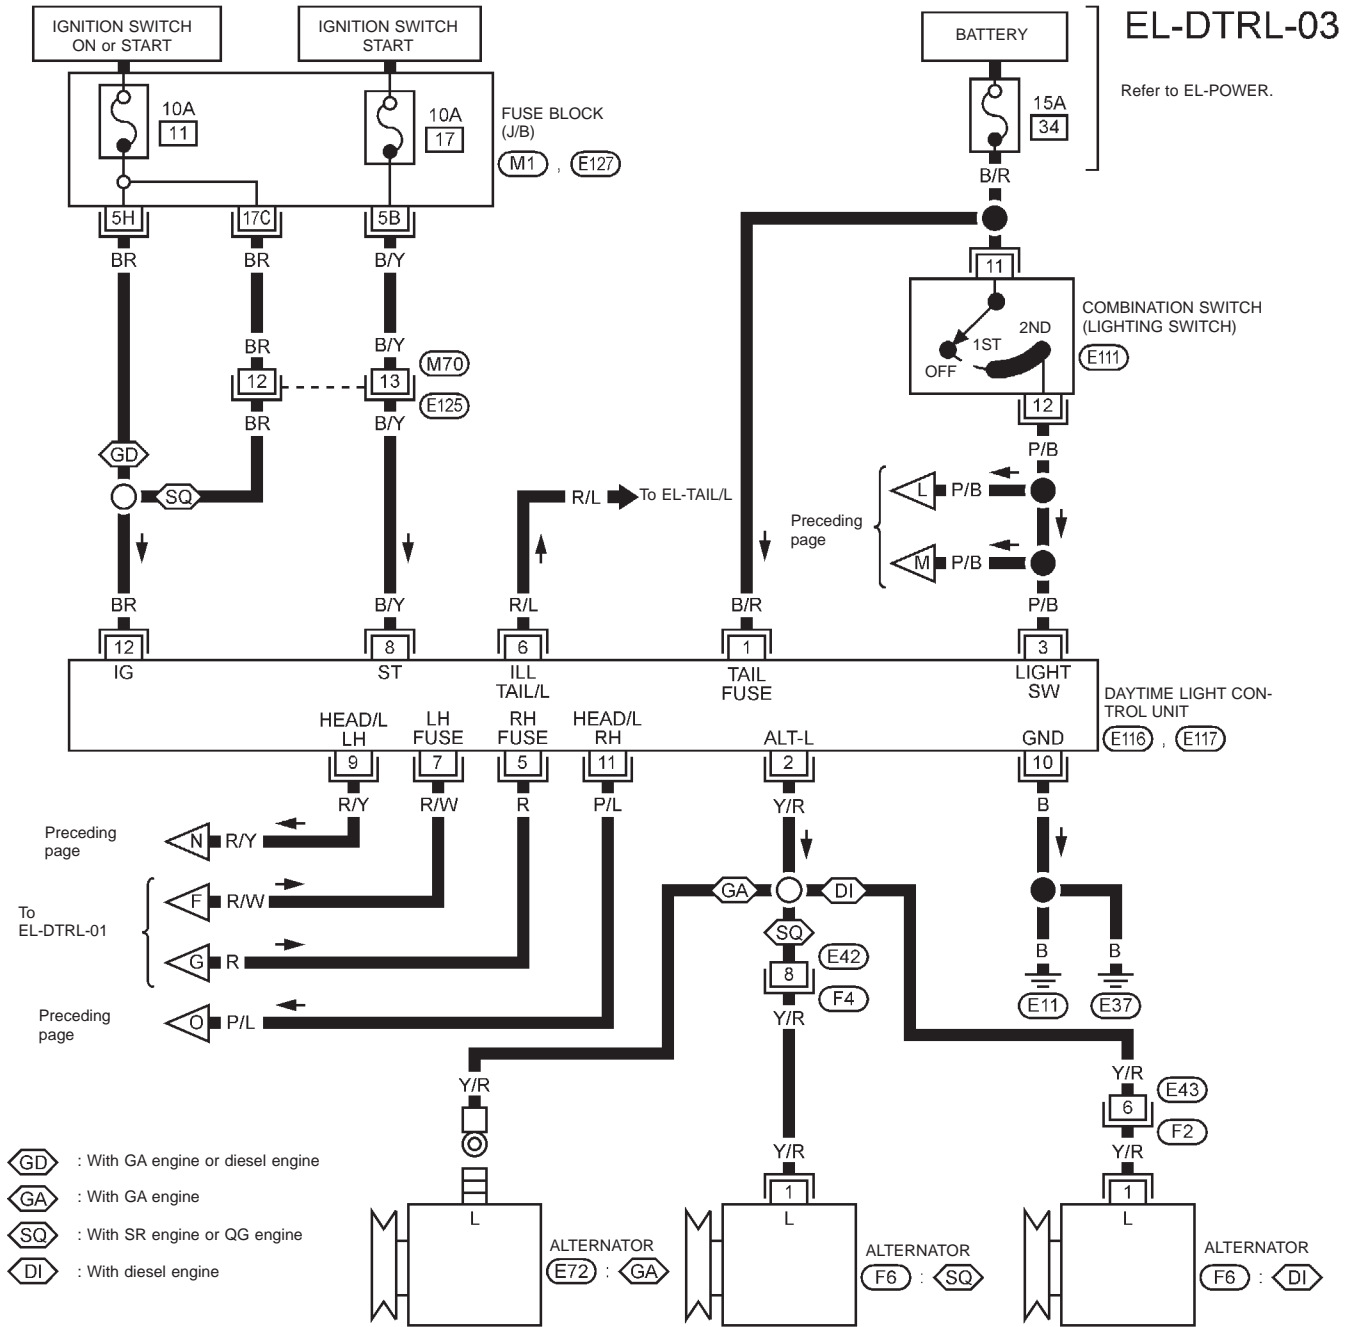 IGNITION SWITCH
ON or START
IGNITION SWITCH
START
BATTERY
EL-DTRL-03
Refer to EL-POWER.
10A
11
10A
17
FUSE BLOCK
(J/B)
M1 , E127
15A
34
B/R
5H
17C
5B
BR
BR
B/Y
11
COMBINATION SWITCH
(LIGHTING SWITCH)
E111
OFF
1ST
2ND
12
BR
B/Y
M70
12
13
E125
BR
B/Y
P/B
GD
SQ
R/L
To EL-TAIL/L
Preceding
page
L
P/B
M
P/B
BR
B/Y
R/L
B/R
P/B
12
8
6
1
3
IG
ST
ILL
TAIL/L
TAIL
FUSE
LIGHT
SW
DAYTIME LIGHT CON-
TROL UNIT
E116 , E117
HEAD/L
LH
LH
FUSE
RH
FUSE
HEAD/L
RH
ALT-L
GND
9
7
5
11
2
10
R/Y
R/W
R
P/L
Y/R
B
Preceding
page
N
R/Y
To
EL-DTRL-01
F
R/W
G
R
Preceding
page
O
P/L
GA
DI
SQ
8
E42
F4
Y/R
B
B
E11
E37
Y/R
Y/R
6
E43
F2
Y/R
Y/R
1
1
GD : With GA engine or diesel engine
GA : With GA engine
SQ : With SR engine or QG engine
DI : With diesel engine
L
ALTERNATOR
E72 : GA
L
ALTERNATOR
F6 : SQ
L
ALTERNATOR
F6 : DI